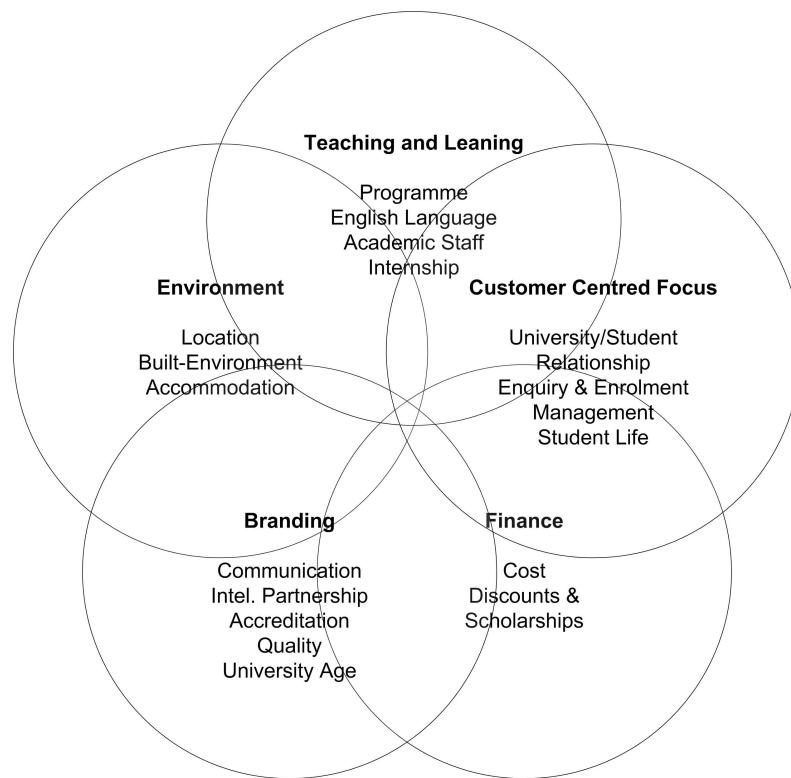 Teaching and Leaning
Programme
English Language
Academic Staff
Internship
Environment
Location
Built-Environment
Accommodation
Customer Centred Focus
University/Student
Relationship
Enquiry & Enrolment
Management
Student Life
Branding
Communication
Intel. Partnership
Accreditation
Quality
University Age
Finance
Cost
Discounts &
Scholarships